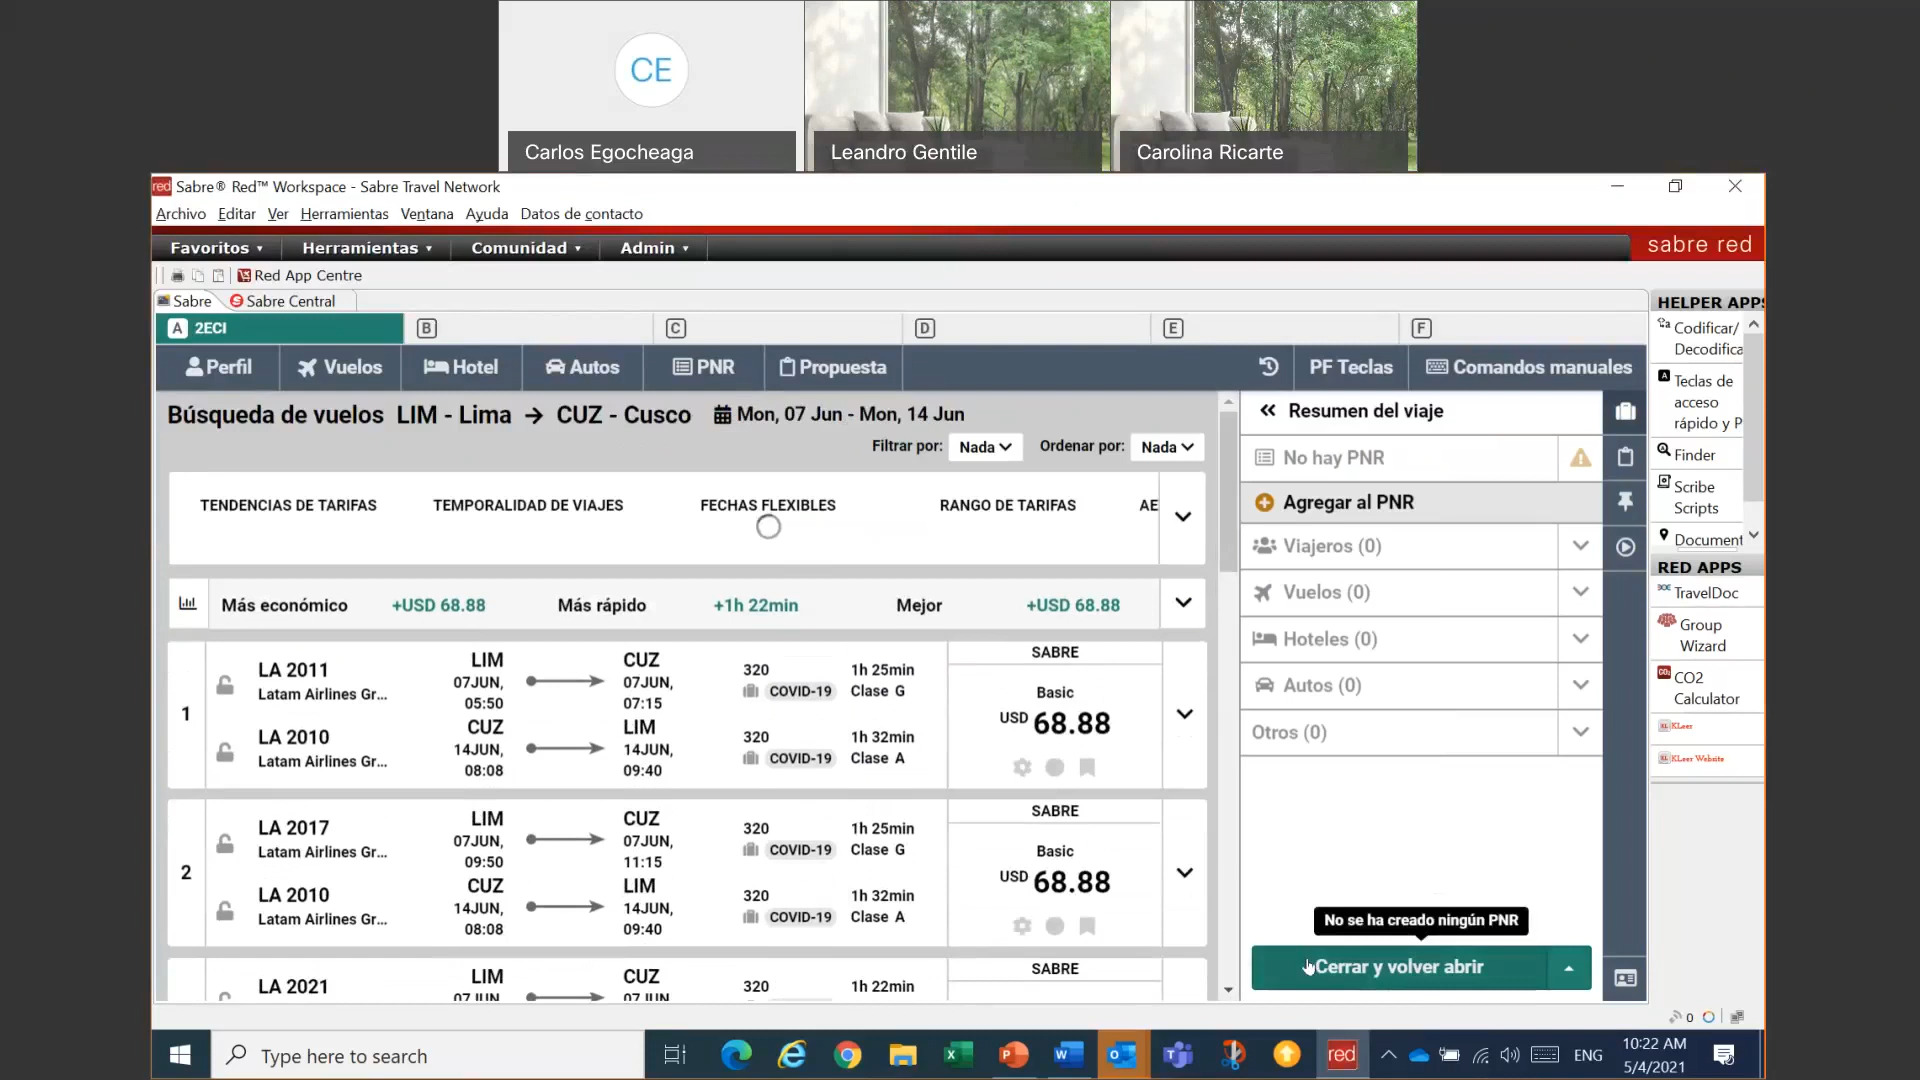 CE
Carlos Egocheaga
Leandro Gentile
Carolina Ricarte
red Sabre® Red™ Workspace - Sabre Travel Network
Archivo Editar Ver Herramientas Ventana Ayuda Datos de contacto
Favoritos Herramientas Comunidad Admin
sabre red
Red App Centre
Sabre Sabre Central
A 2ECI B C D E F
Perfil Vuelos Hotel Autos PNR Propuesta PF Teclas Comandos manuales
Búsqueda de vuelos LIM - Lima → CUZ - Cusco Mon, 07 Jun - Mon, 14 Jun
Filtrar por: Nada Ordenar por: Nada
TENDENCIAS DE TARIFAS TEMPORALIDAD DE VIAJES FECHAS FLEXIBLES RANGO DE TARIFAS AE
Más económico +USD 68.88 Más rápido +1h 22min Mejor +USD 68.88
1
LA 2011
Latam Airlines Gr...
LIM
07JUN,
05:50
CUZ
07JUN,
07:15
320
COVID-19
1h 25min
Clase G
LA 2010
Latam Airlines Gr...
CUZ
14JUN,
08:08
LIM
14JUN,
09:40
320
COVID-19
1h 32min
Clase A
SABRE
Basic
USD 68.88
2
LA 2017
Latam Airlines Gr...
LIM
07JUN,
09:50
CUZ
07JUN,
11:15
320
COVID-19
1h 25min
Clase G
LA 2010
Latam Airlines Gr...
CUZ
14JUN,
08:08
LIM
14JUN,
09:40
320
COVID-19
1h 32min
Clase A
SABRE
Basic
USD 68.88
LA 2021
LIM
07JUN
CUZ
07JUN
320
1h 22min
SABRE
« Resumen del viaje
No hay PNR
Agregar al PNR
Viajeros (0)
Vuelos (0)
Hoteles (0)
Autos (0)
Otros (0)
No se ha creado ningún PNR
Cerrar y volver abrir
HELPER APPS
Codificar/
Decodifica
A Teclas de
acceso
rápido y P
Finder
Scribe
Scripts
Document
RED APPS
TravelDoc
Group
Wizard
CO2 CO2
Calculator
KL KLeer
KL KLeer Website
0
Type here to search
red
ENG
10:22 AM
5/4/2021